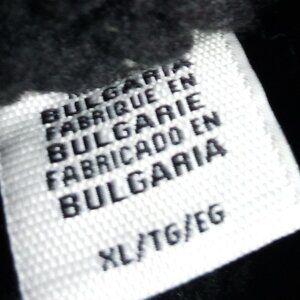 BULGARIA
FABRIQUE EN
BULGARIE
FABRICADO EN
BULGARIA
XL/TG/EG